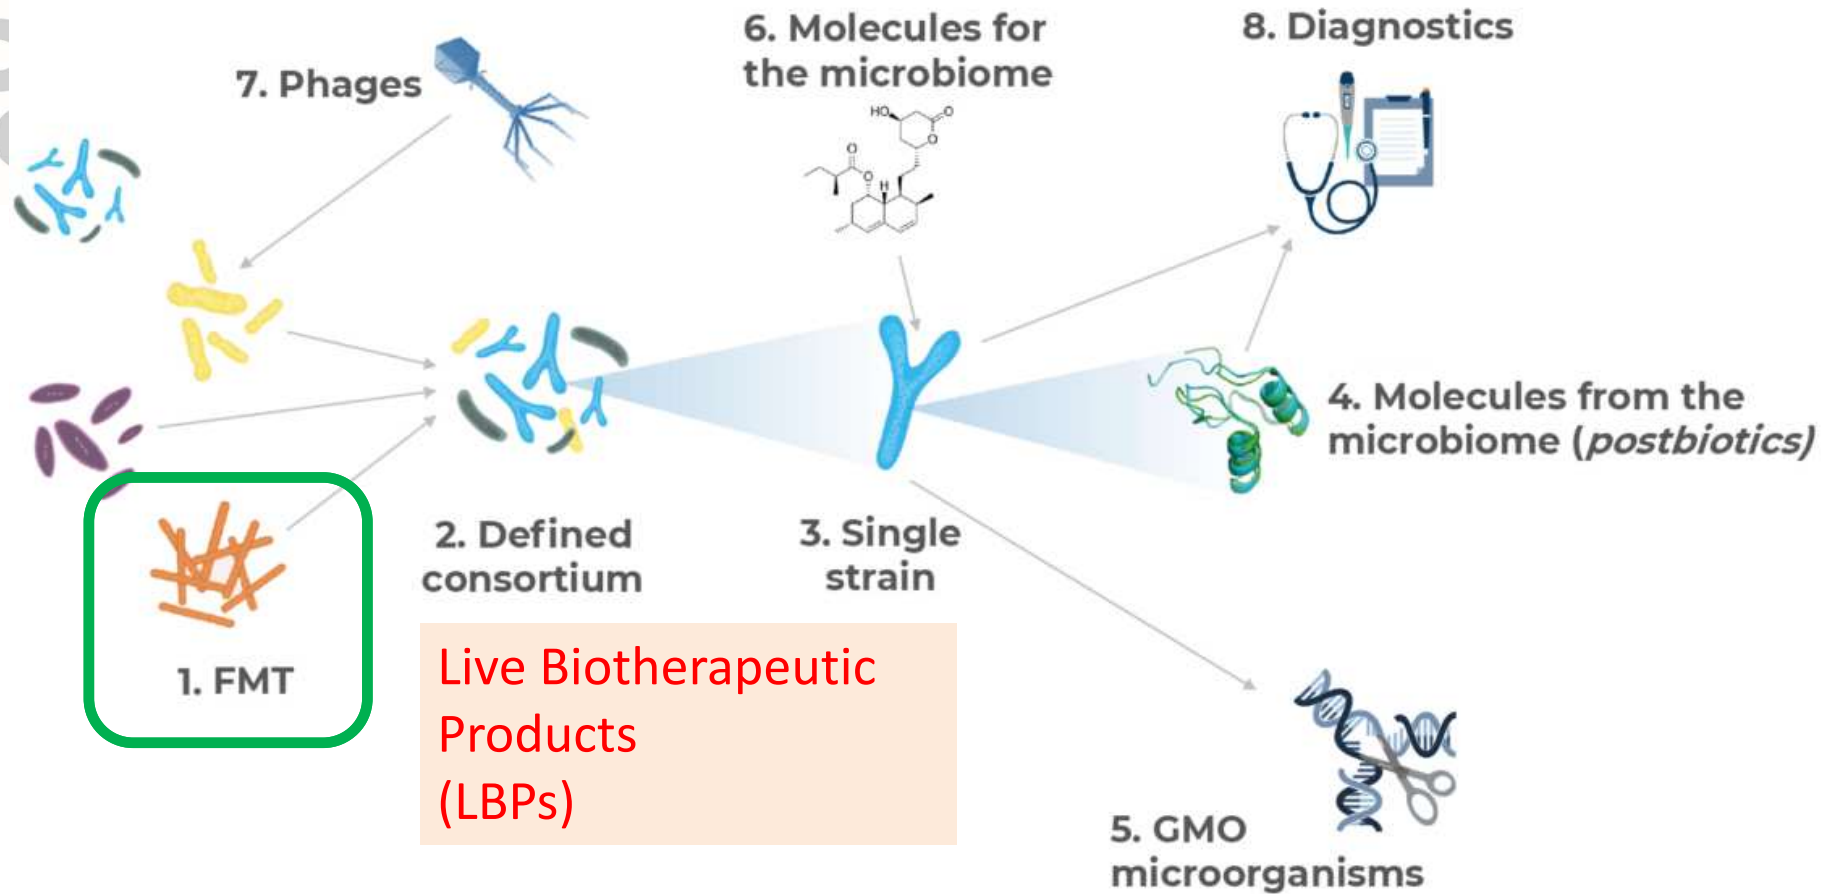 6. Molecules for
the microbiome
8. Diagnostics
7. Phages
HO
O
O
O
O
H
4. Molecules from the
microbiome (postbiotics)
2. Defined
consortium
3. Single
strain
1. FMT
Live Biotherapeutic
Products
(LBPs)
5. GMO
microorganisms